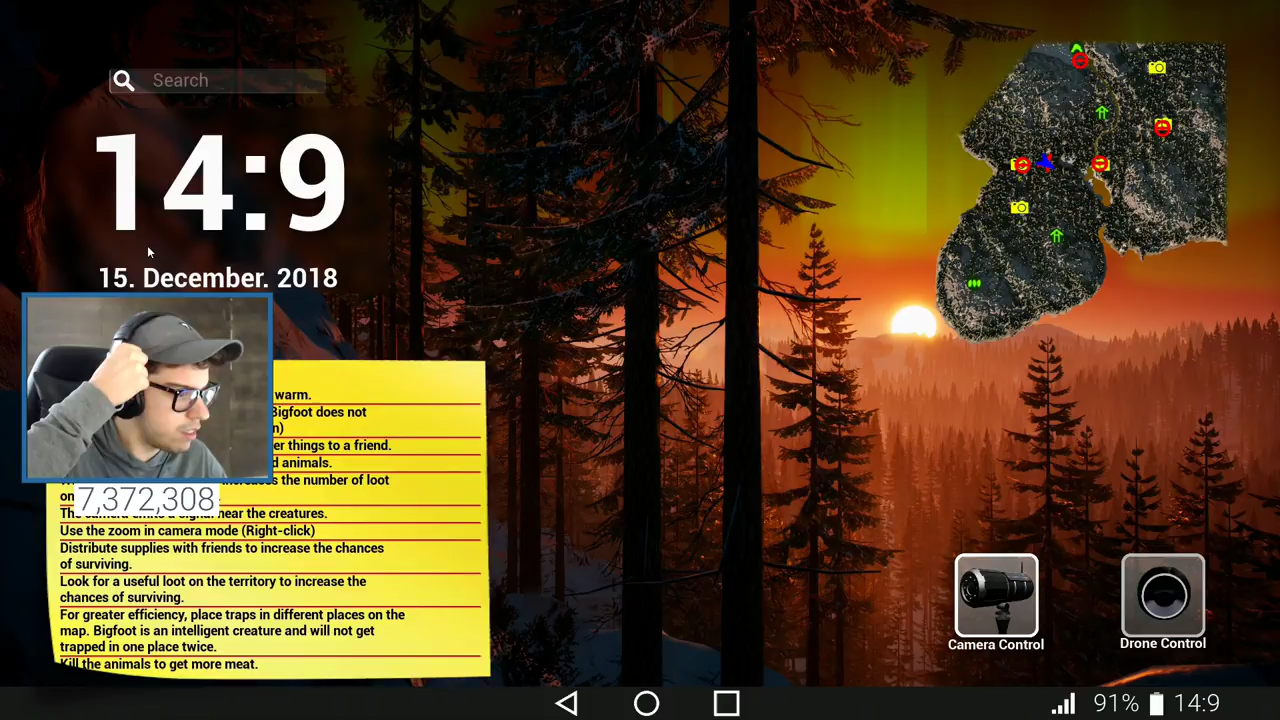 Search
14:9
15. December. 2018
warm.
Bigfoot does not
er things to a friend.
animals.
the number of loot
7,372,308
near the creatures.
Use the zoom in camera mode (Right-click)
Distribute supplies with friends to increase the chances
of surviving.
Look for a useful loot on the territory to increase the
chances of surviving.
For greater efficiency, place traps in different places on the
map. Bigfoot is an intelligent creature and will not get
trapped in one place twice.
Kill the animals to get more meat.
Camera Control
Drone Control
91% 14:9